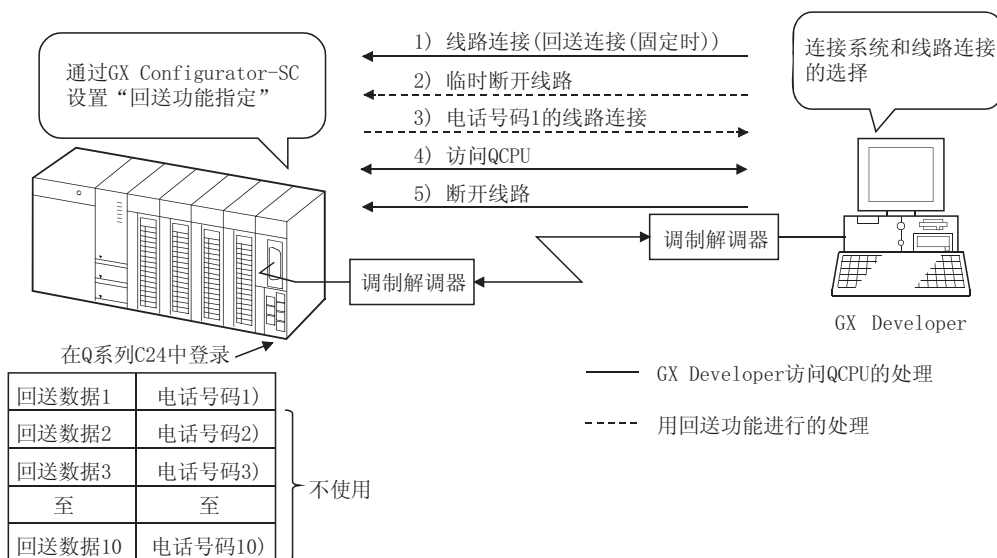 通过GX Configurator-SC
设置“回送功能指定”
1) 线路连接(回送连接(固定时))
2) 临时断开线路
3) 电话号码1的线路连接
4) 访问QCPU
5) 断开线路
连接系统和线路连接
的选择
调制解调器
调制解调器
GX Developer
在Q系列C24中登录
回送数据1 电话号码1)
回送数据2 电话号码2)
回送数据3 电话号码3)
至 至
回送数据10 电话号码10)
不使用
GX Developer访问QCPU的处理
用回送功能进行的处理